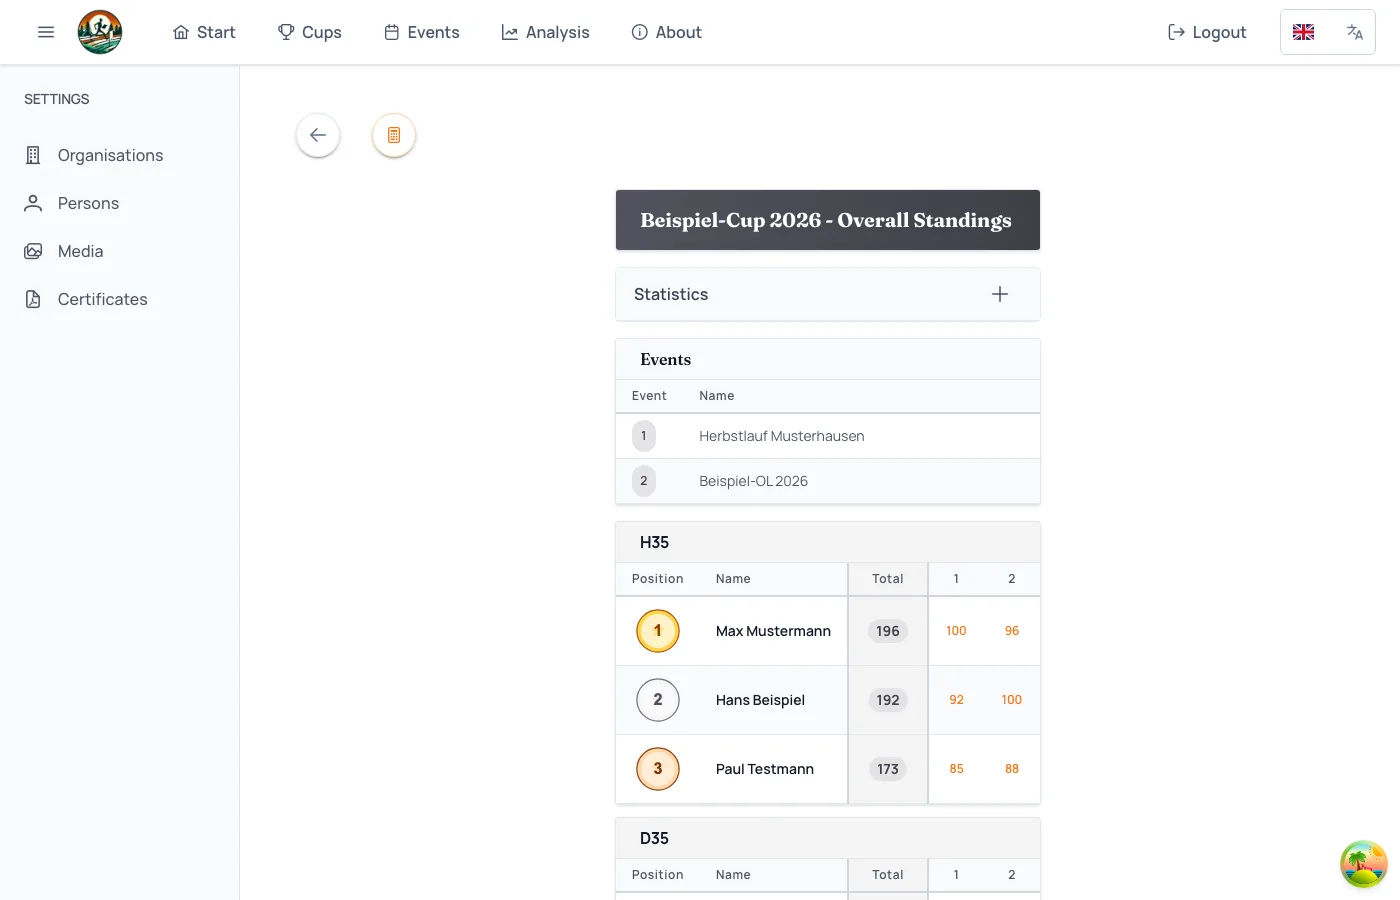 Start
Cups
Events
Analysis
About
Logout
SETTINGS
Organisations
Persons
Media
Certificates
Beispiel-Cup 2026 - Overall Standings
Statistics
Events
Event Name
1 Herbstlauf Musterhausen
2 Beispiel-OL 2026
H35
Position Name Total 1 2
1 Max Mustermann 196 100 96
2 Hans Beispiel 192 92 100
3 Paul Testmann 173 85 88
D35
Position Name Total 1 2